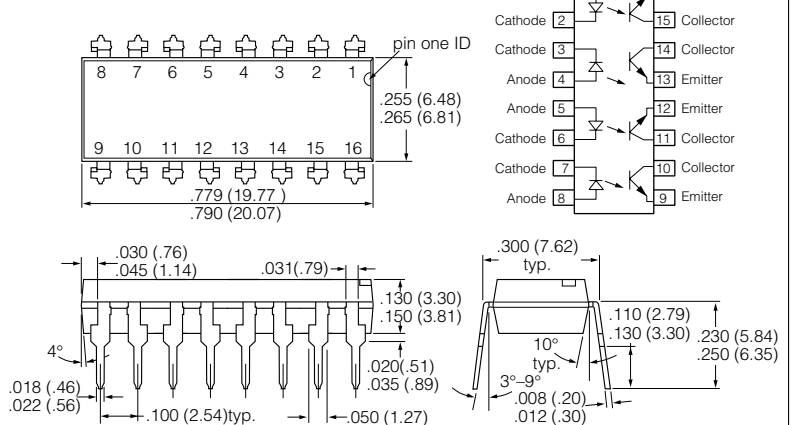 pin one ID
8 7 6 5 4 3 2 1
9 10 11 12 13 14 15 16
.255 (6.48)
.265 (6.81)
.779 (19.77 )
.790 (20.07)
Cathode 2 15 Collector
Cathode 3 14 Collector
Anode 4 13 Emitter
Anode 5 12 Emitter
Cathode 6 11 Collector
Cathode 7 10 Collector
Anode 8 9 Emitter
.030 (.76)
.045 (1.14)
.031(.79)
.130 (3.30)
.150 (3.81)
4°
.020(.51)
.035 (.89)
.018 (.46)
.022 (.56)
.100 (2.54)typ.
.050 (1.27)
.300 (7.62)
typ.
.110 (2.79)
.130 (3.30)
.230 (5.84)
.250 (6.35)
10°
typ.
3°–9°
.008 (.20)
.012 (.30)